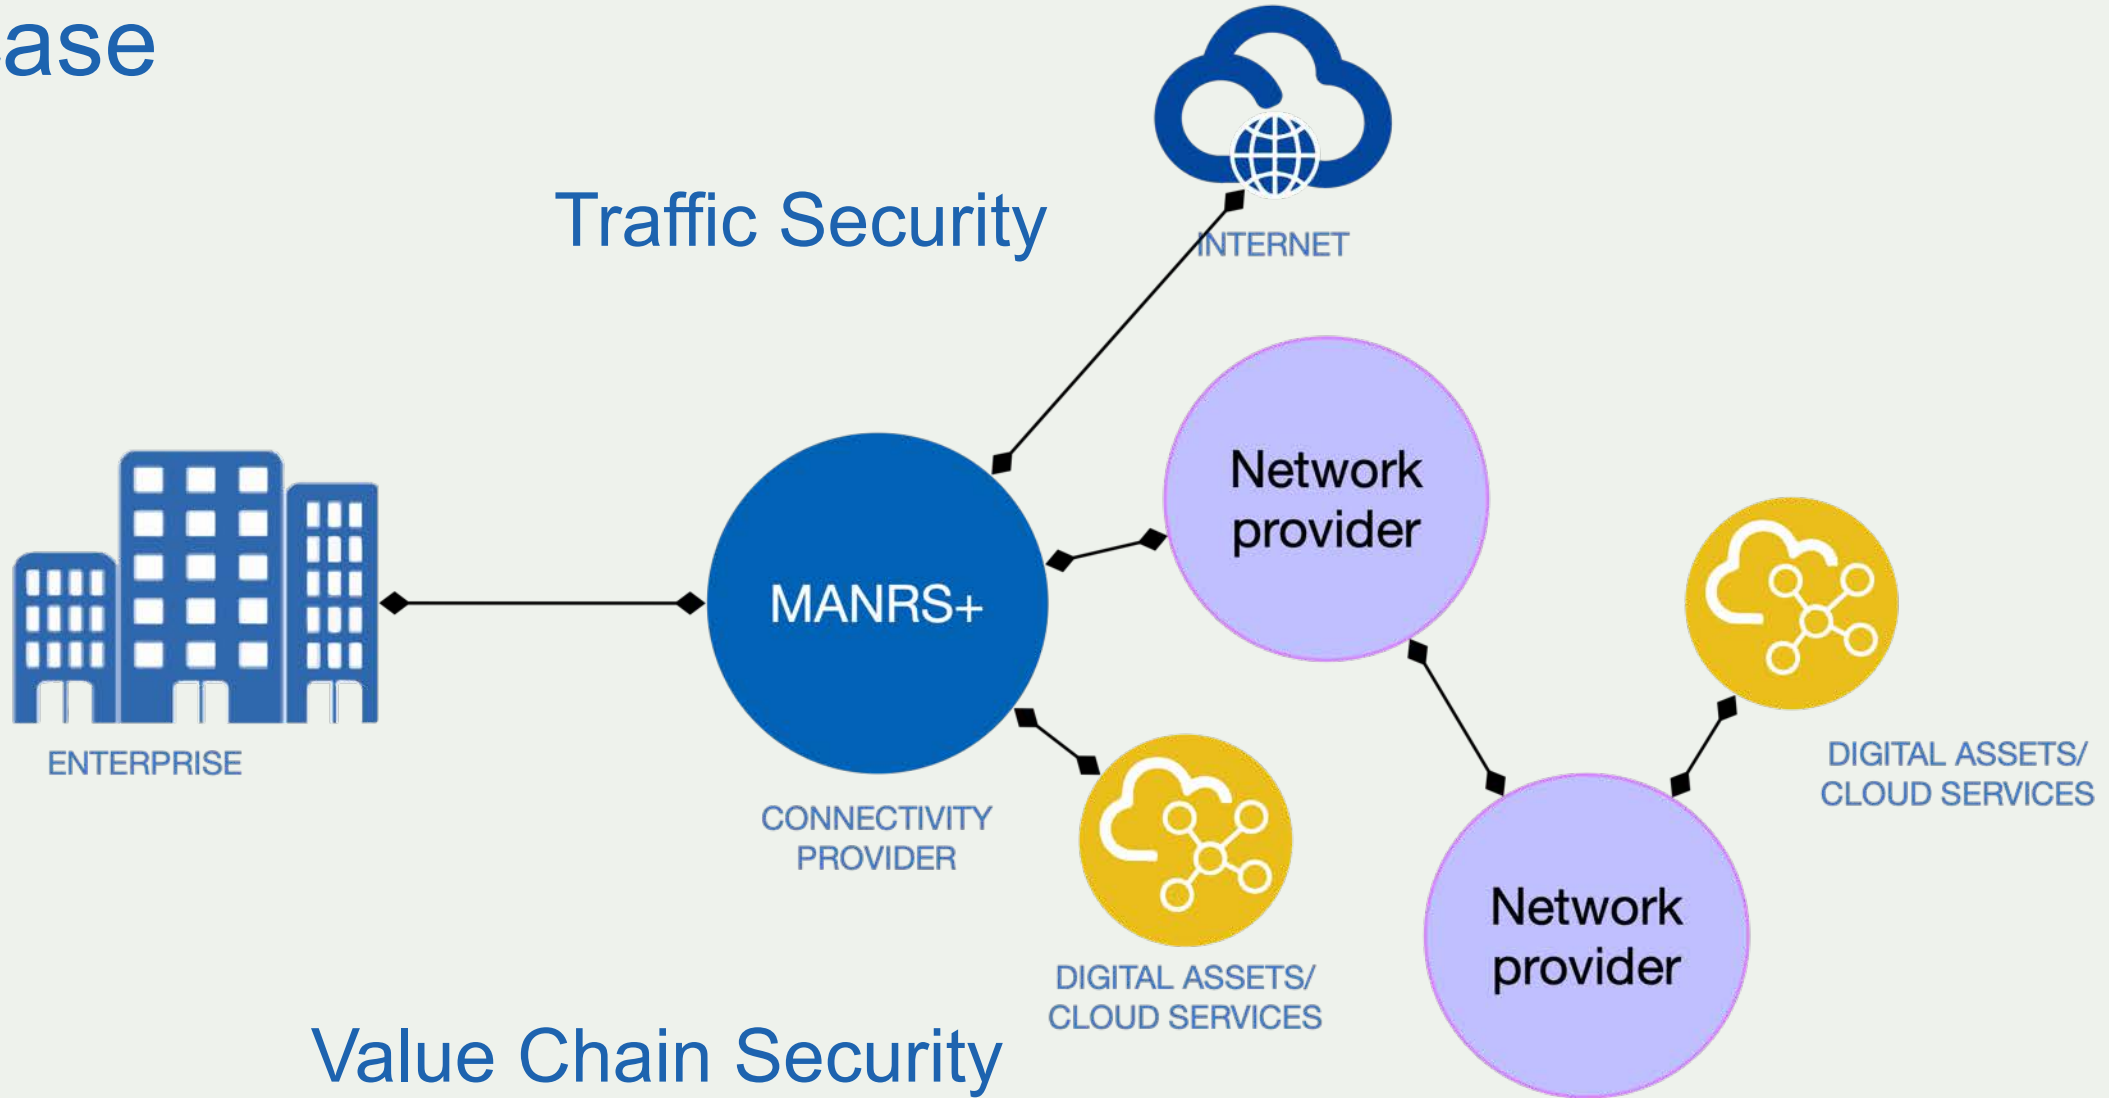 ase
Traffic Security
INTERNET
Network
provider
MANRS+
ENTERPRISE
CONNECTIVITY
PROVIDER
DIGITAL ASSETS/
CLOUD SERVICES
DIGITAL ASSETS/
CLOUD SERVICES
Network
provider
Value Chain Security